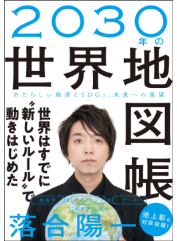 2030年の
世界地図帳
あたらしい経済とSDGs、未来への展望
世界はすでに
“新しいルール”で
動きはじめた
落合陽一
池上彰